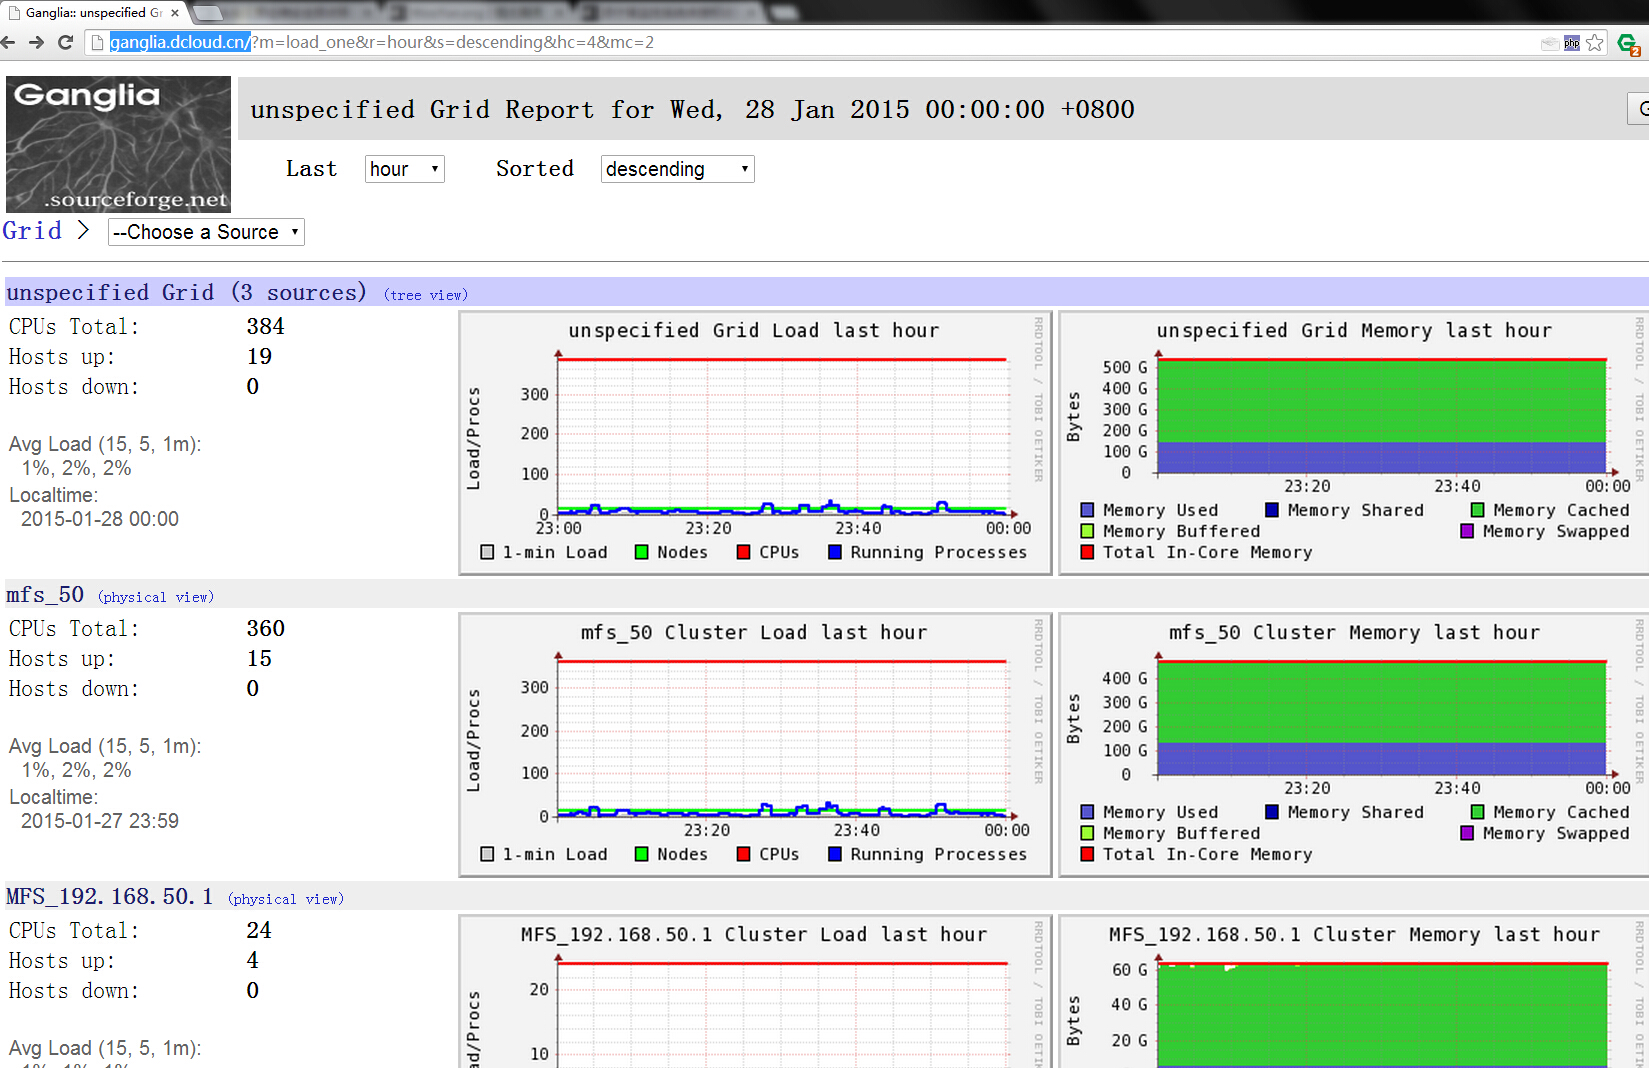 Ganglia:: unspecified Gr
ganglia.dcloud.cn/?m=load_one&r=hour&s=descending&hc=4&mc=2
php
2
Ganglia
.sourceforge.net
unspecified Grid Report for Wed, 28 Jan 2015 00:00:00 +0800
Last hour Sorted descending
Grid > --Choose a Source
unspecified Grid (3 sources) (tree view)
CPUs Total: 384
Hosts up: 19
Hosts down: 0
Avg Load (15, 5, 1m):
1%, 2%, 2%
Localtime:
2015-01-28 00:00
unspecified Grid Load last hour
RRDTOOL / TOBI OETIKER
Load/Procs
300
200
100
0
23:00 23:20 23:40 00:00
1-min Load Nodes CPUs Running Processes
unspecified Grid Memory last hour
RRDTOOL / TOBI OETIKER
Bytes
500 G
400 G
300 G
200 G
100 G
0
23:20 23:40 00:00
Memory Used Memory Shared Memory Cached
Memory Buffered Memory Swapped
Total In-Core Memory
mfs_50 (physical view)
CPUs Total: 360
Hosts up: 15
Hosts down: 0
Avg Load (15, 5, 1m):
1%, 2%, 2%
Localtime:
2015-01-27 23:59
mfs_50 Cluster Load last hour
RRDTOOL / TOBI OETIKER
Load/Procs
300
200
100
0
23:20 23:40 00:00
1-min Load Nodes CPUs Running Processes
mfs_50 Cluster Memory last hour
RRDTOOL / TOBI OETIKER
Bytes
400 G
300 G
200 G
100 G
0
23:20 23:40 00:00
Memory Used Memory Shared Memory Cached
Memory Buffered Memory Swapped
Total In-Core Memory
MFS_192.168.50.1 (physical view)
CPUs Total: 24
Hosts up: 4
Hosts down: 0
Avg Load (15, 5, 1m):
MFS_192.168.50.1 Cluster Load last hour
RRDTOOL / TOBI OETIK
ad/Procs
20
10
MFS_192.168.50.1 Cluster Memory last hour
RRDTOOL / TOBI OETIK
Bytes
60 G
40 G
20 G